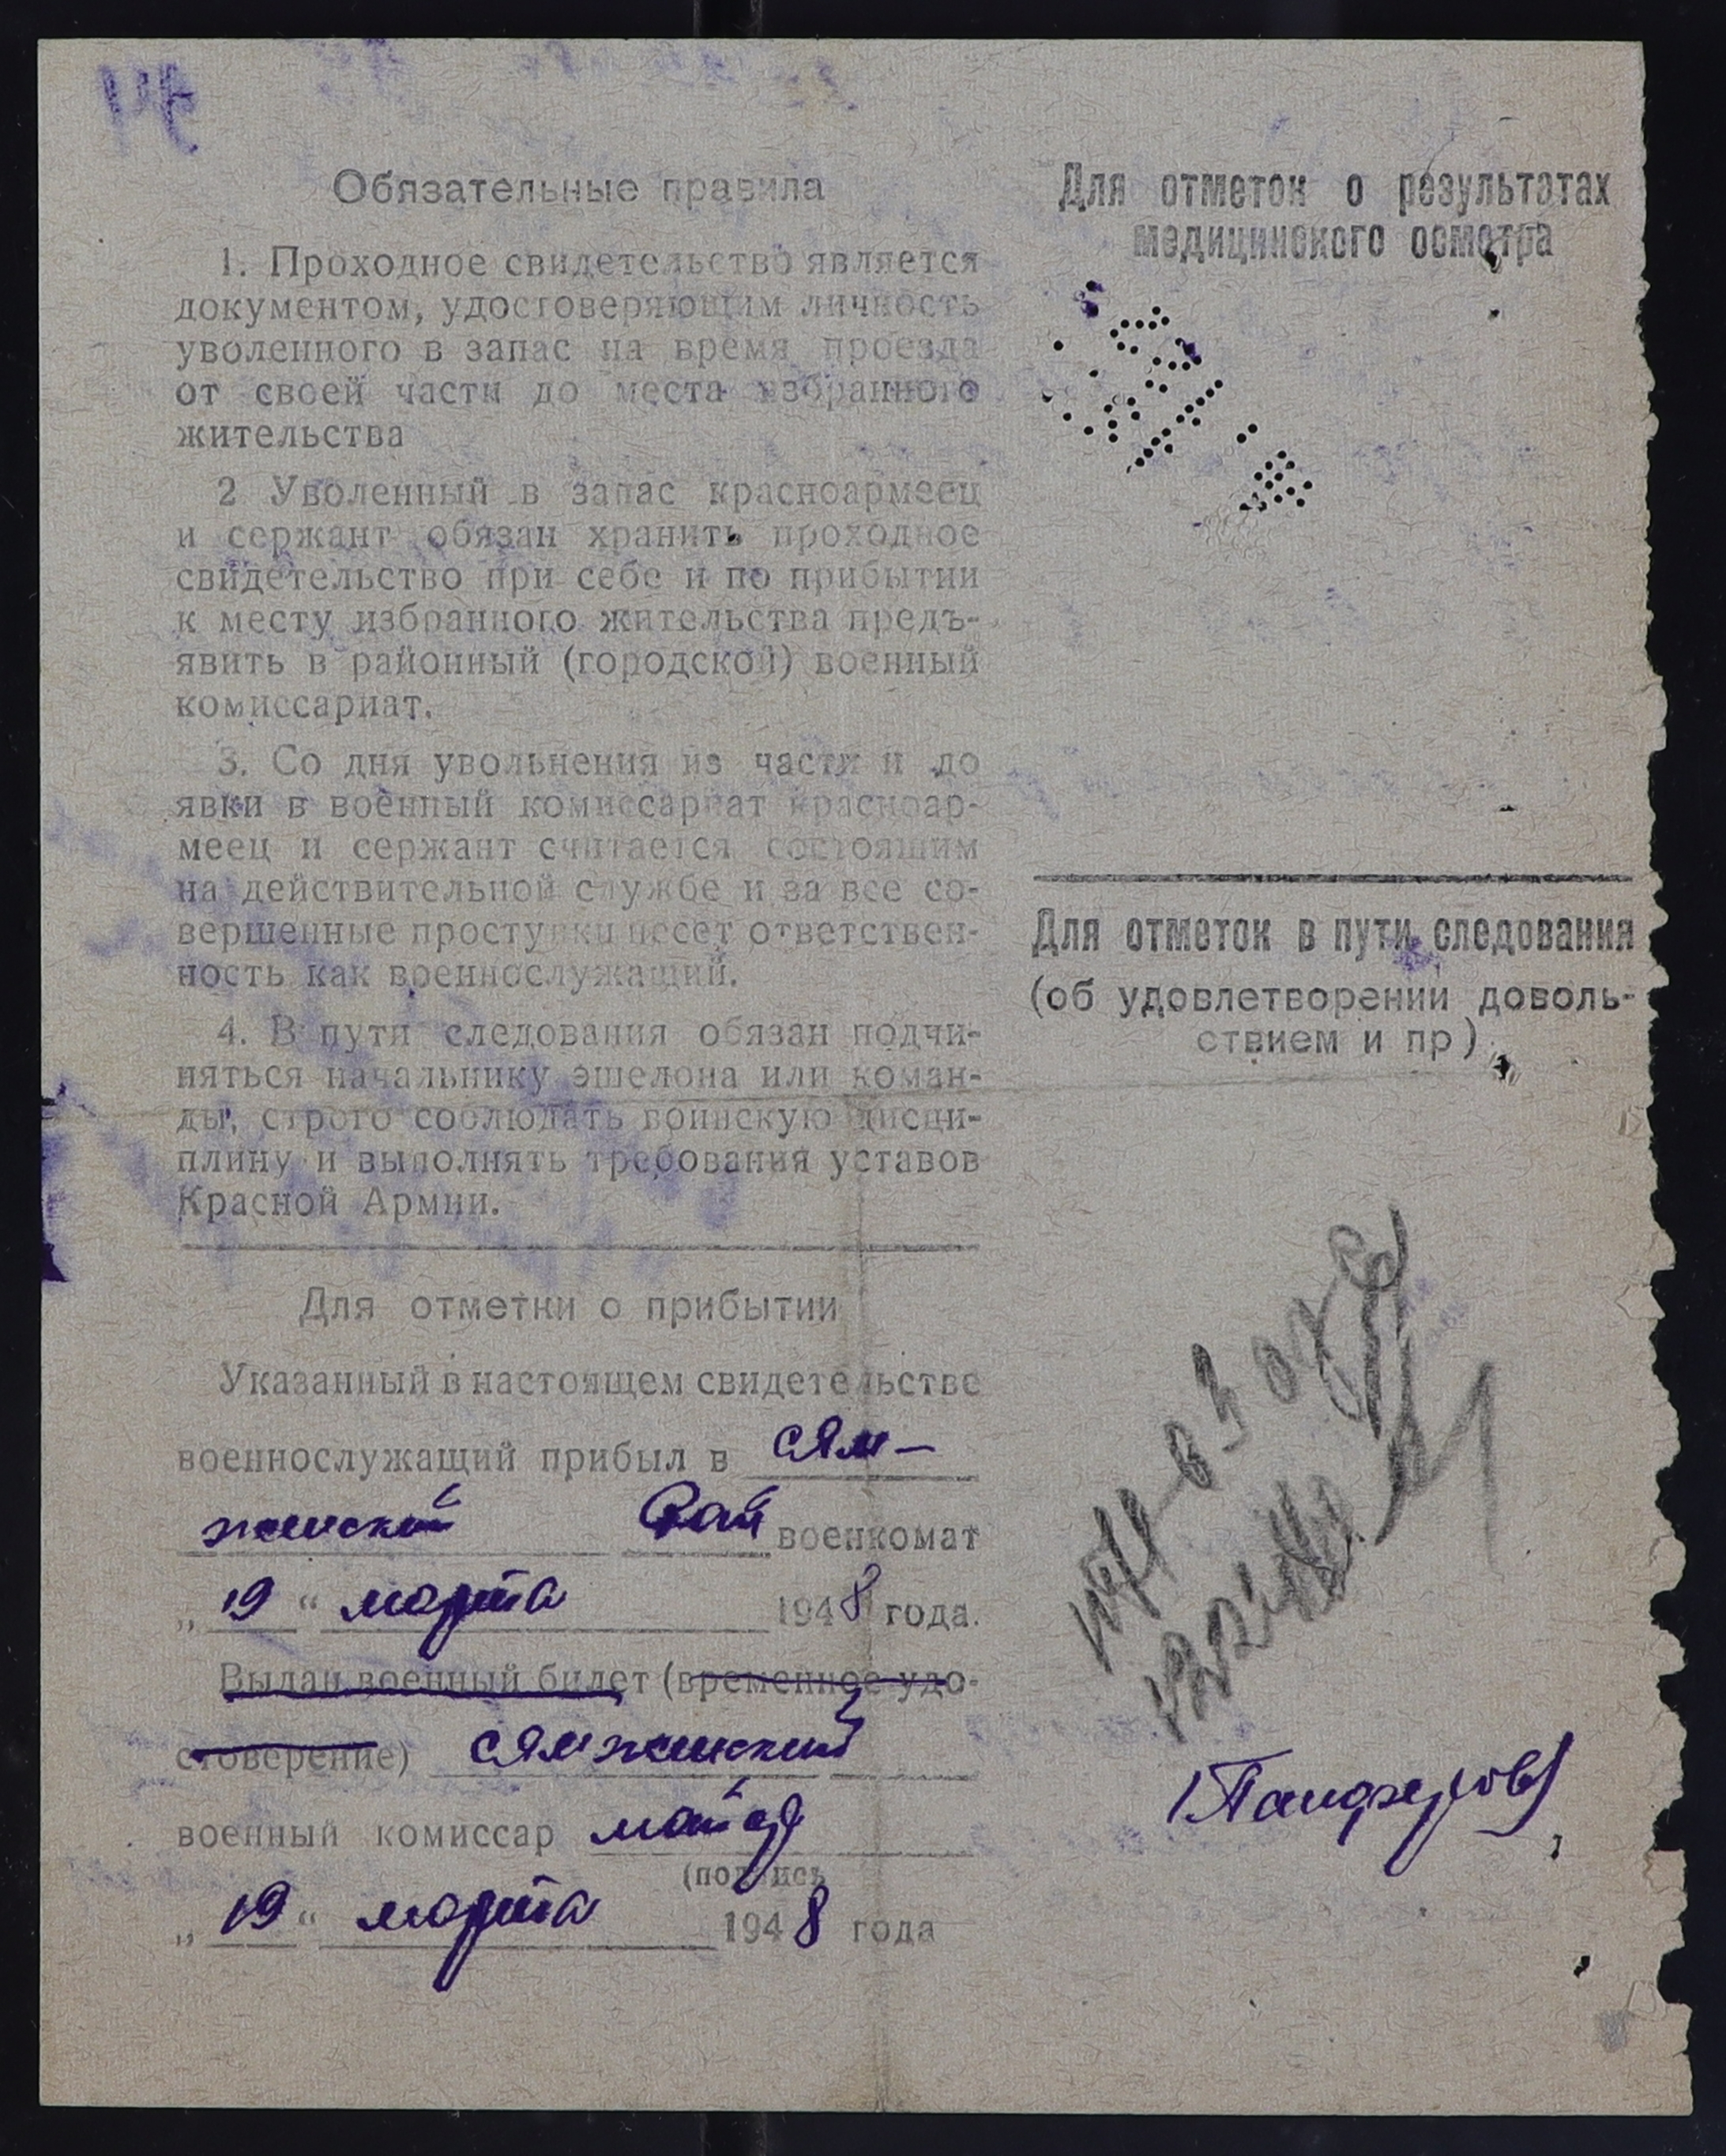 Обязательные правила
1. Проходное свидетельство является
документом, удостоверяющим личность
уволенного в запас на время проезда
от своей части до места избранного
жительства
2 Уволенный в запас красноармеец
и сержант обязан хранить проходное
свидетельство при себе и по прибытии
к месту избранного жительства предъ-
явить в районный (городской) военный
комиссариат.
3. Со дня увольнения из части и до
явки в военный комиссариат красноар-
меец и сержант считается состоящим
на действительной службе и за все со-
вершенные проступки несет ответствен-
ность как военнослужащий.
4. В пути следования обязан подчи-
няться начальнику эшелона или коман-
ды, строго соблюдать воинскую дисци-
плину и выполнять требования уставов
Красной Армии.
Для отметки о прибытии
Указанный в настоящем свидетельстве
военнослужащий прибыл в Сям-
женский Рай военкомат
„ 19 “ марта 1948 года.
Выдан военный билет (временное удо-
стоверение) Сямженский
военный комиссар майор
(подпись
„ 19 “ марта 1948 года
Для отметок о результатах
медицинского осмотра
Для отметок в пути следования
(об удовлетворении доволь-
ствием и пр)
/Панфилов/